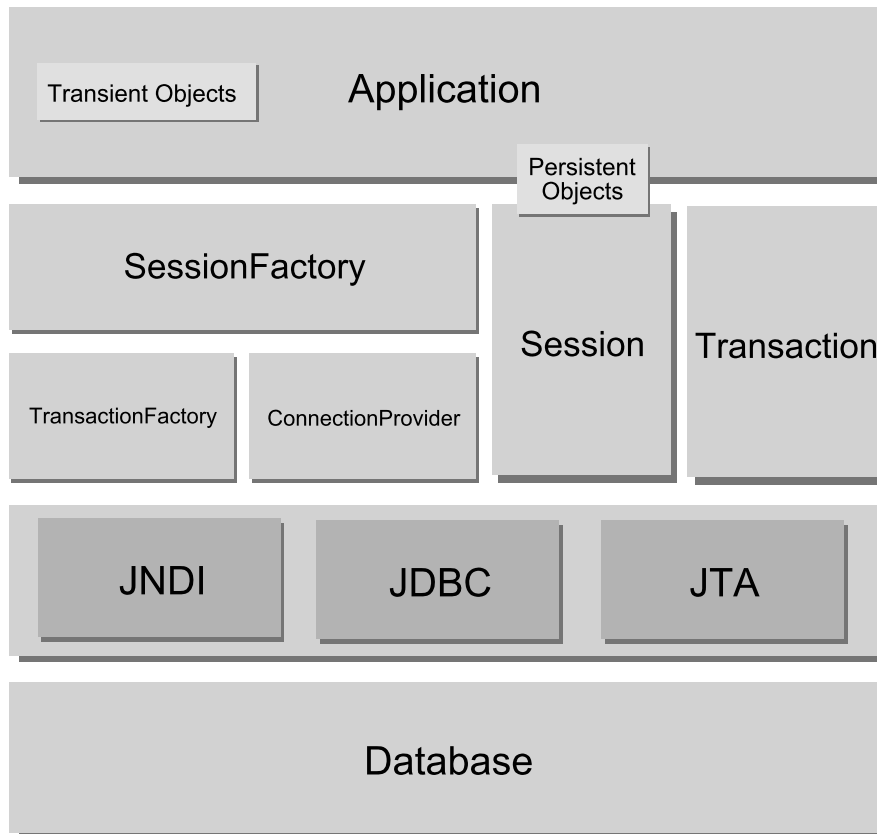 Transient Objects
Application
Persistent
Objects
SessionFactory
Session
Transaction
TransactionFactory
ConnectionProvider
JNDI
JDBC
JTA
Database